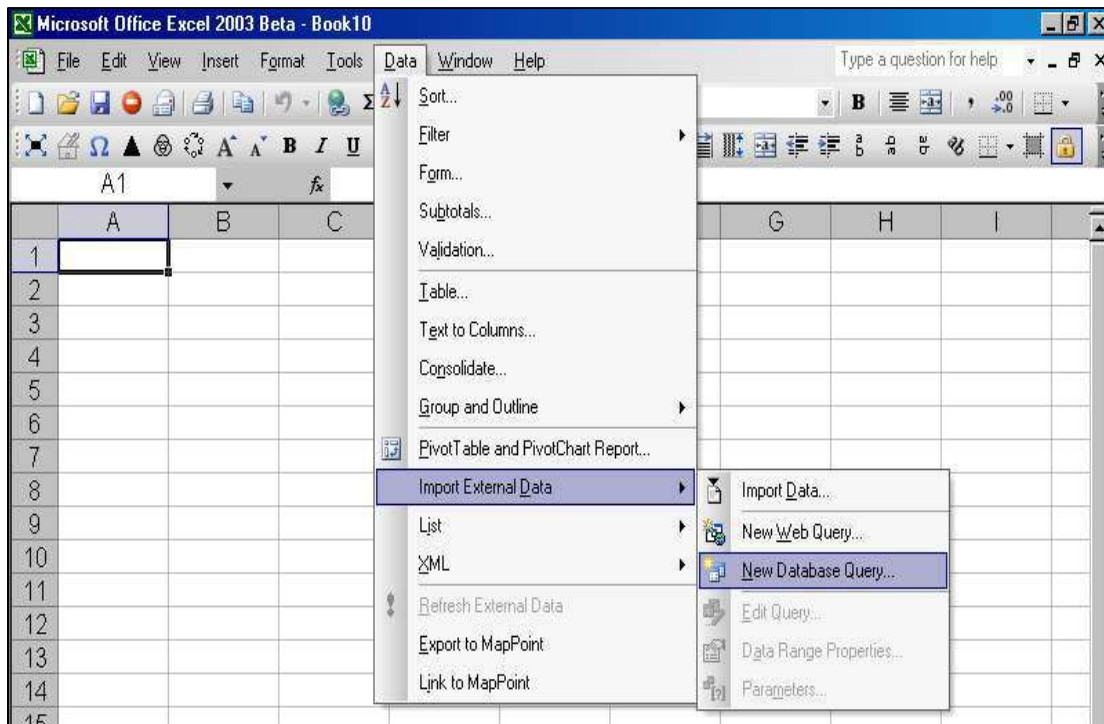 Microsoft Office Excel 2003 Beta - Book10
File Edit View Insert Format Tools Data Window Help Type a question for help
B
A A B I U
A1 fx
A B C G H I
1
2
3
4
5
6
7
8
9
10
11
12
13
14
15
Sort...
Filter
Form...
Subtotals...
Validation...
Table...
Text to Columns...
Consolidate...
Group and Outline
PivotTable and PivotChart Report...
Import External Data
List
XML
Refresh External Data
Export to MapPoint
Link to MapPoint
Import Data...
New Web Query...
New Database Query...
Edit Query...
Data Range Properties...
Parameters...